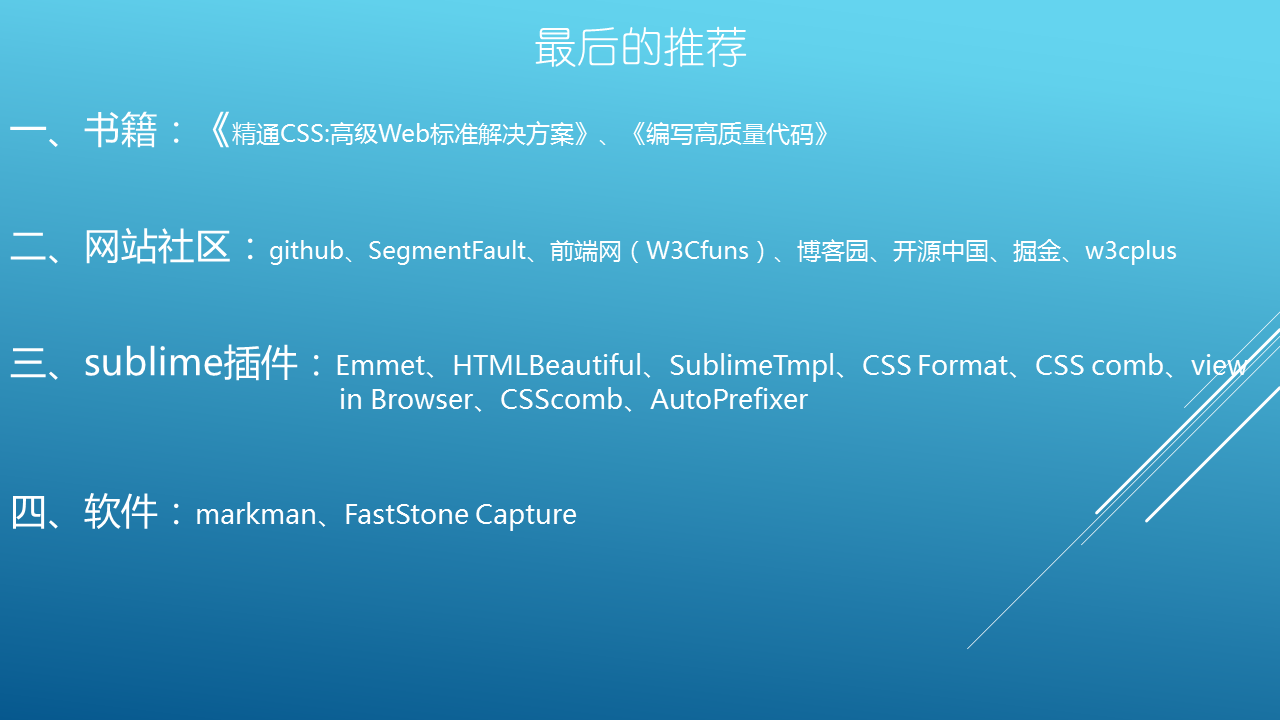 最后的推荐
一、书籍：《精通CSS:高级Web标准解决方案》、《编写高质量代码》
二、网站社区：github、SegmentFault、前端网（W3Cfuns）、博客园、开源中国、掘金、w3cplus
三、sublime插件：Emmet、HTMLBeautiful、SublimeTmpl、CSS Format、CSS comb、view
in Browser、CSScomb、AutoPrefixer
四、软件：markman、FastStone Capture